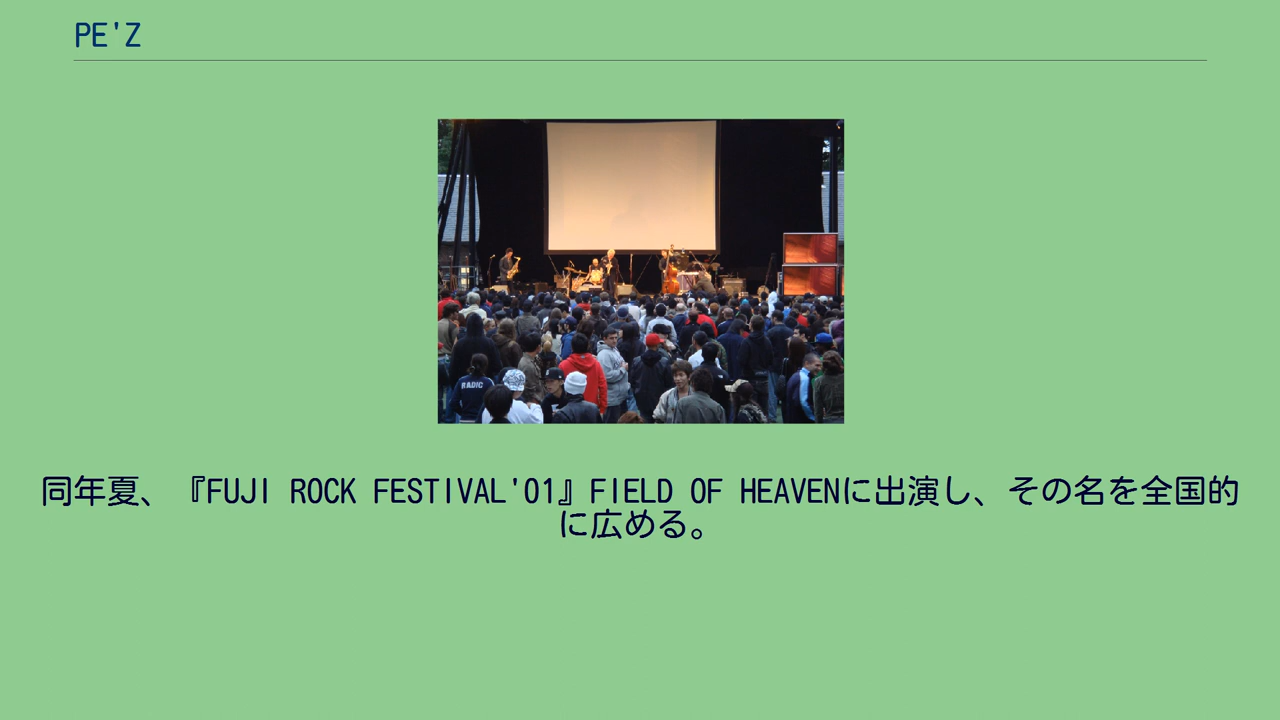 PE'Z
RADIC
同年夏、『FUJI ROCK FESTIVAL'01』FIELD OF HEAVENに出演し、その名を全国的
に広める。